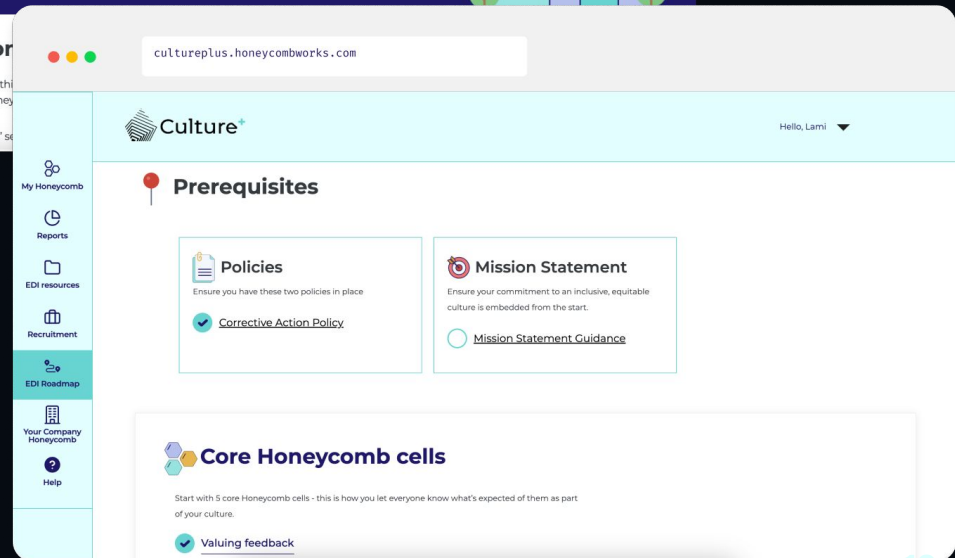 cultureplus.honeycombworks.com
Culture+
Hello, Lami
My Honeycomb
Reports
EDI resources
Recruitment
EDI Roadmap
Your Company
Honeycomb
Help
Prerequisites
Policies
Ensure you have these two policies in place
Corrective Action Policy
Mission Statement
Ensure your commitment to an inclusive, equitable
culture is embedded from the start.
Mission Statement Guidance
Core Honeycomb cells
Start with 5 core Honeycomb cells - this is how you let everyone know what's expected of them as part
of your culture.
Valuing feedback